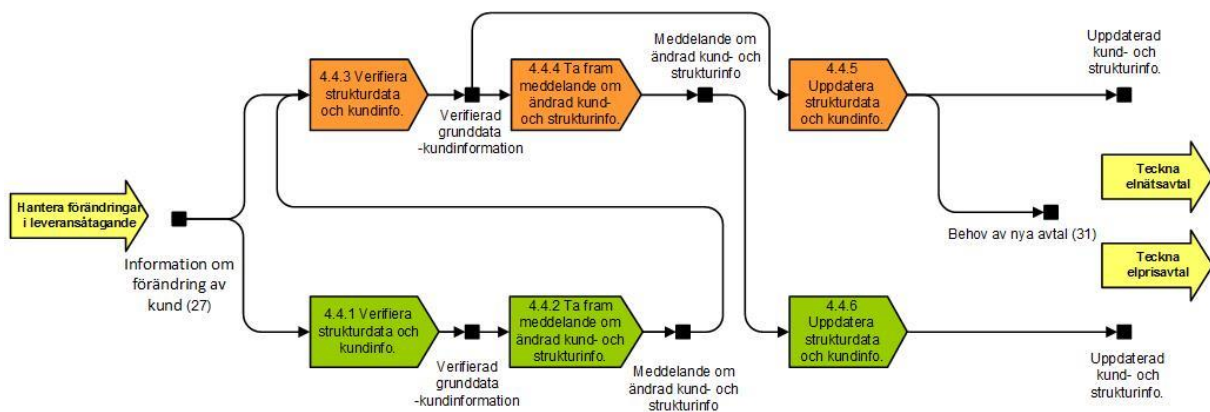 Hantera förändringar
i leveransåtagande
Information om
förändring av
kund (27)
4.4.3 Verifiera
strukturdata
och kundinfo.
Verifierad
grunddata
-kundinformation
4.4.4 Ta fram
meddelande om
ändrad kund-
och strukturinfo.
Meddelande om
ändrad kund- och
strukturinfo
4.4.5
Uppdatera
strukturdata
och kundinfo.
Uppdaterad
kund- och
strukturinfo.
Teckna
elnätsavtal
Behov av nya avtal (31)
Teckna
elprisavtal
4.4.1 Verifiera
strukturdata och
kundinfo.
Verifierad
grunddata
-kundinformation
4.4.2 Ta fram
meddelande om
ändrad kund- och
strukturinfo.
Meddelande om
ändrad kund- och
strukturinfo
4.4.6
Uppdatera
strukturdata
och kundinfo.
Uppdaterad
kund- och
strukturinfo.